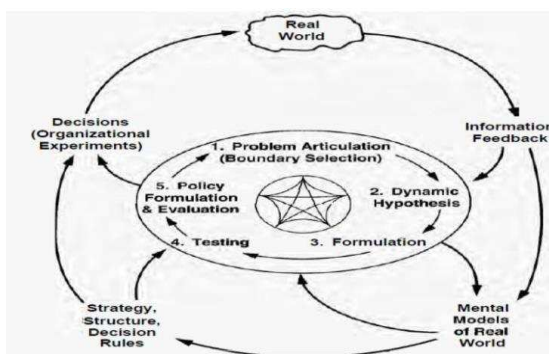 Real
World
Decisions
(Organizational
Experiments)
Information
Feedback
1. Problem Articulation
(Boundary Selection)
2. Dynamic
Hypothesis
3. Formulation
4. Testing
5. Policy
Formulation
& Evaluation
Strategy,
Structure,
Decision
Rules
Mental
Models
of Real
World